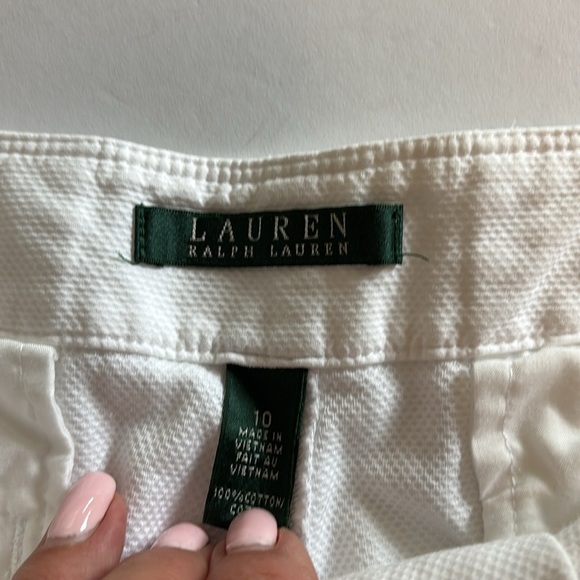 LAUREN
RALPH LAUREN
10
MADE IN
VIETNAM
FAIT AU
VIETNAM
100% COTTON/